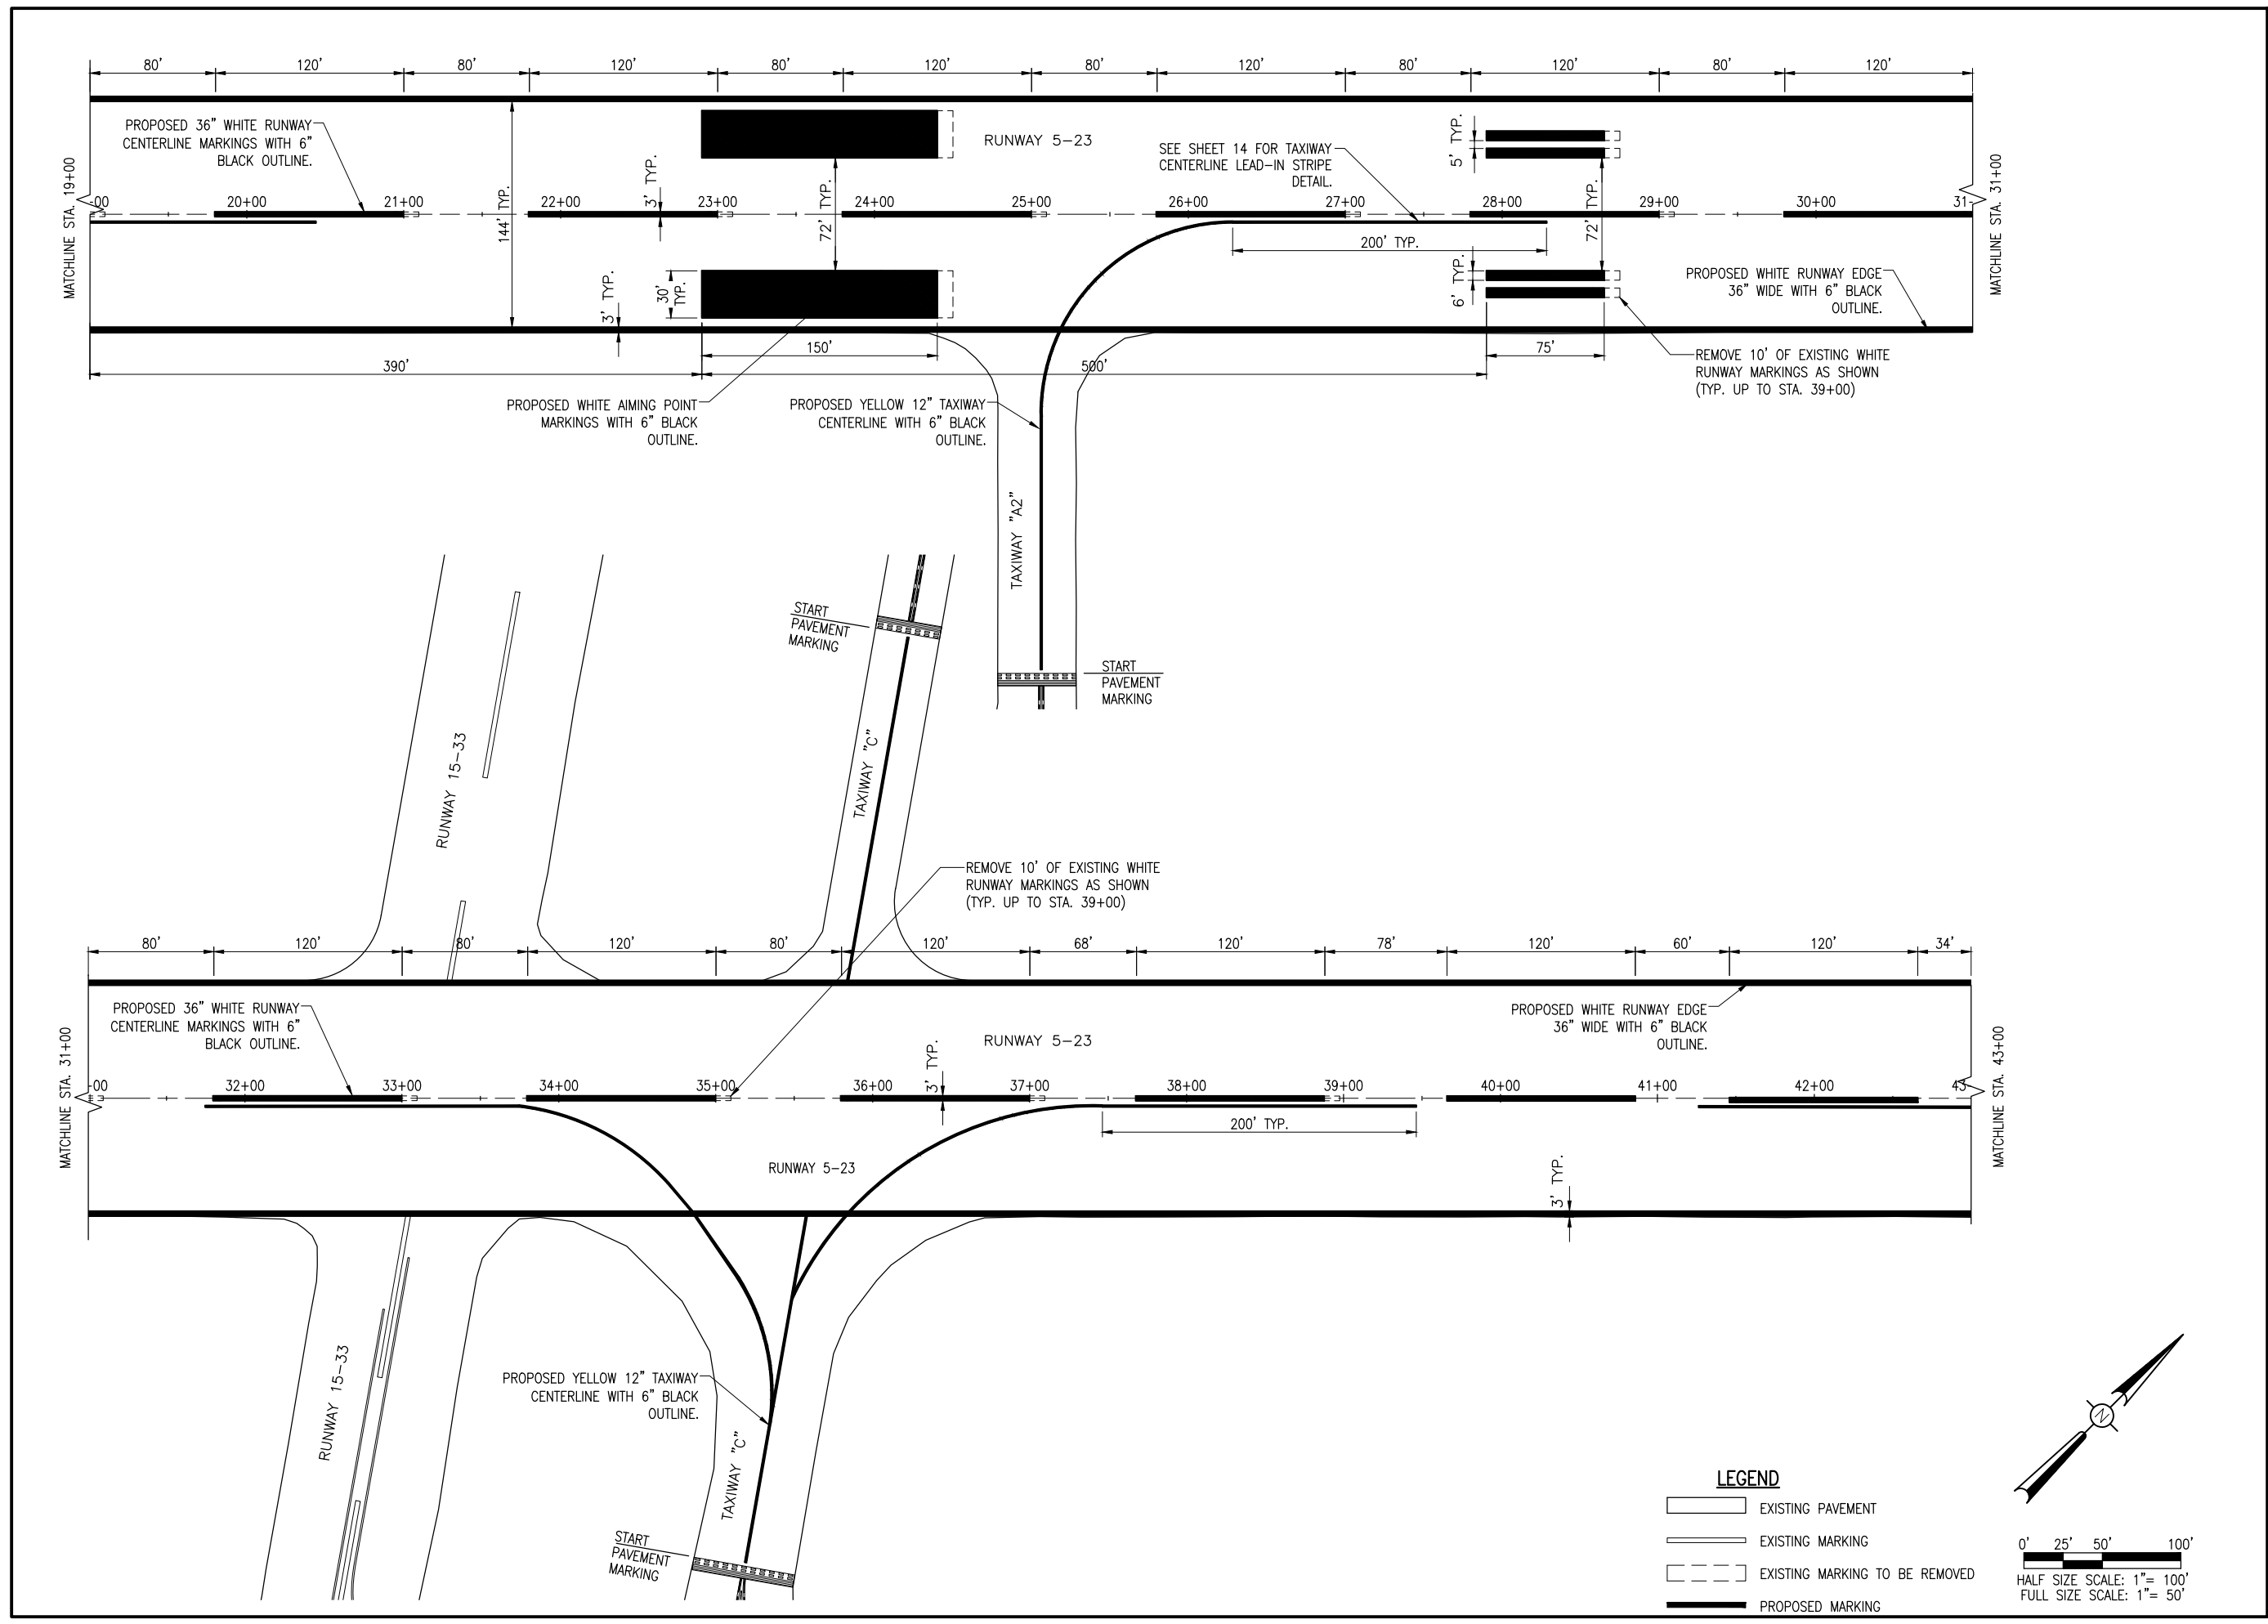 80' 120' 80' 120' 80' 120' 80' 120' 80' 120' 80' 120'
PROPOSED 36" WHITE RUNWAY
CENTERLINE MARKINGS WITH 6"
BLACK OUTLINE.
RUNWAY 5-23
SEE SHEET 14 FOR TAXIWAY
CENTERLINE LEAD-IN STRIPE
DETAIL.
5' TYP.
MATCHLINE STA. 19+00
144' TYP.
3' TYP.
72' TYP.
72' TYP.
MATCHLINE STA. 31+00
-00 20+00 21+00 22+00 23+00 24+00 25+00 26+00 27+00 28+00 29+00 30+00 31-
200' TYP.
3' TYP.
30'
TYP.
6' TYP.
PROPOSED WHITE RUNWAY EDGE
36" WIDE WITH 6" BLACK
OUTLINE.
150'
75'
390'
500'
REMOVE 10' OF EXISTING WHITE
RUNWAY MARKINGS AS SHOWN
(TYP. UP TO STA. 39+00)
PROPOSED WHITE AIMING POINT
MARKINGS WITH 6" BLACK
OUTLINE.
PROPOSED YELLOW 12" TAXIWAY
CENTERLINE WITH 6" BLACK
OUTLINE.
TAXIWAY "A2"
START
PAVEMENT
MARKING
START
PAVEMENT
MARKING
RUNWAY 15-33
TAXIWAY "C"
REMOVE 10' OF EXISTING WHITE
RUNWAY MARKINGS AS SHOWN
(TYP. UP TO STA. 39+00)
80' 120' 80' 120' 80' 120' 68' 120' 78' 120' 60' 120' 34'
PROPOSED 36" WHITE RUNWAY
CENTERLINE MARKINGS WITH 6"
BLACK OUTLINE.
RUNWAY 5-23
PROPOSED WHITE RUNWAY EDGE
36" WIDE WITH 6" BLACK
OUTLINE.
MATCHLINE STA. 31+00
3' TYP.
MATCHLINE STA. 43+00
-00 32+00 33+00 34+00 35+00 36+00 37+00 38+00 39+00 40+00 41+00 42+00 43-
200' TYP.
RUNWAY 5-23
3' TYP.
RUNWAY 15-33
PROPOSED YELLOW 12" TAXIWAY
CENTERLINE WITH 6" BLACK
OUTLINE.
TAXIWAY "C"
START
PAVEMENT
MARKING
N
LEGEND
EXISTING PAVEMENT
EXISTING MARKING
EXISTING MARKING TO BE REMOVED
PROPOSED MARKING
0' 25' 50' 100'
HALF SIZE SCALE: 1"= 100'
FULL SIZE SCALE: 1"= 50'